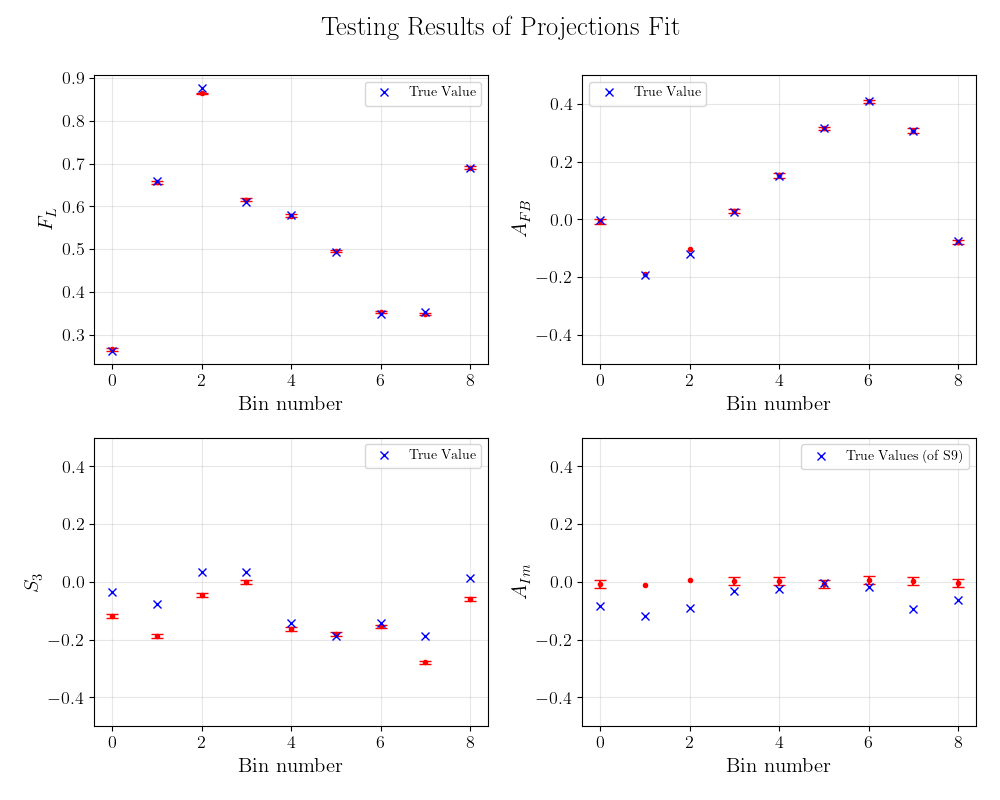 Testing Results of Projections Fit
0.9
0.8
0.7
0.6
0.5
0.4
0.3
F_L
True Value
0 2 4 6 8
Bin number
0.4
0.2
0.0
−0.2
−0.4
A_{FB}
True Value
0 2 4 6 8
Bin number
0.4
0.2
0.0
−0.2
−0.4
S_3
True Value
0 2 4 6 8
Bin number
0.4
0.2
0.0
−0.2
−0.4
A_{Im}
True Values (of S9)
0 2 4 6 8
Bin number